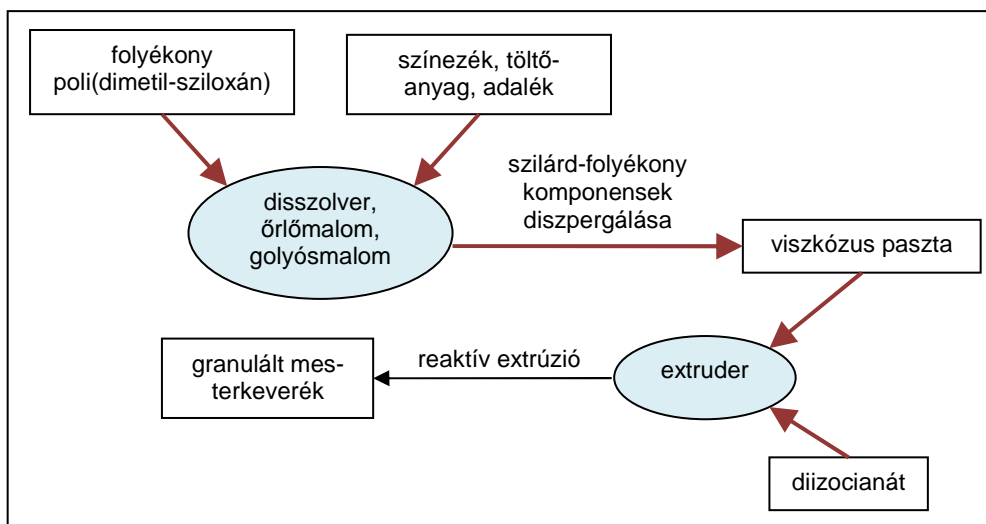 folyékony
poli(dimetil-sziloxán)
színezék, töltő-
anyag, adalék
disszolver,
őrlőmalom,
golyósmalom
szilárd-folyékony
komponensek
diszpergálása
viszkózus paszta
granulált mes-
terkeverék
reaktív extrúzió
extruder
diizocianát